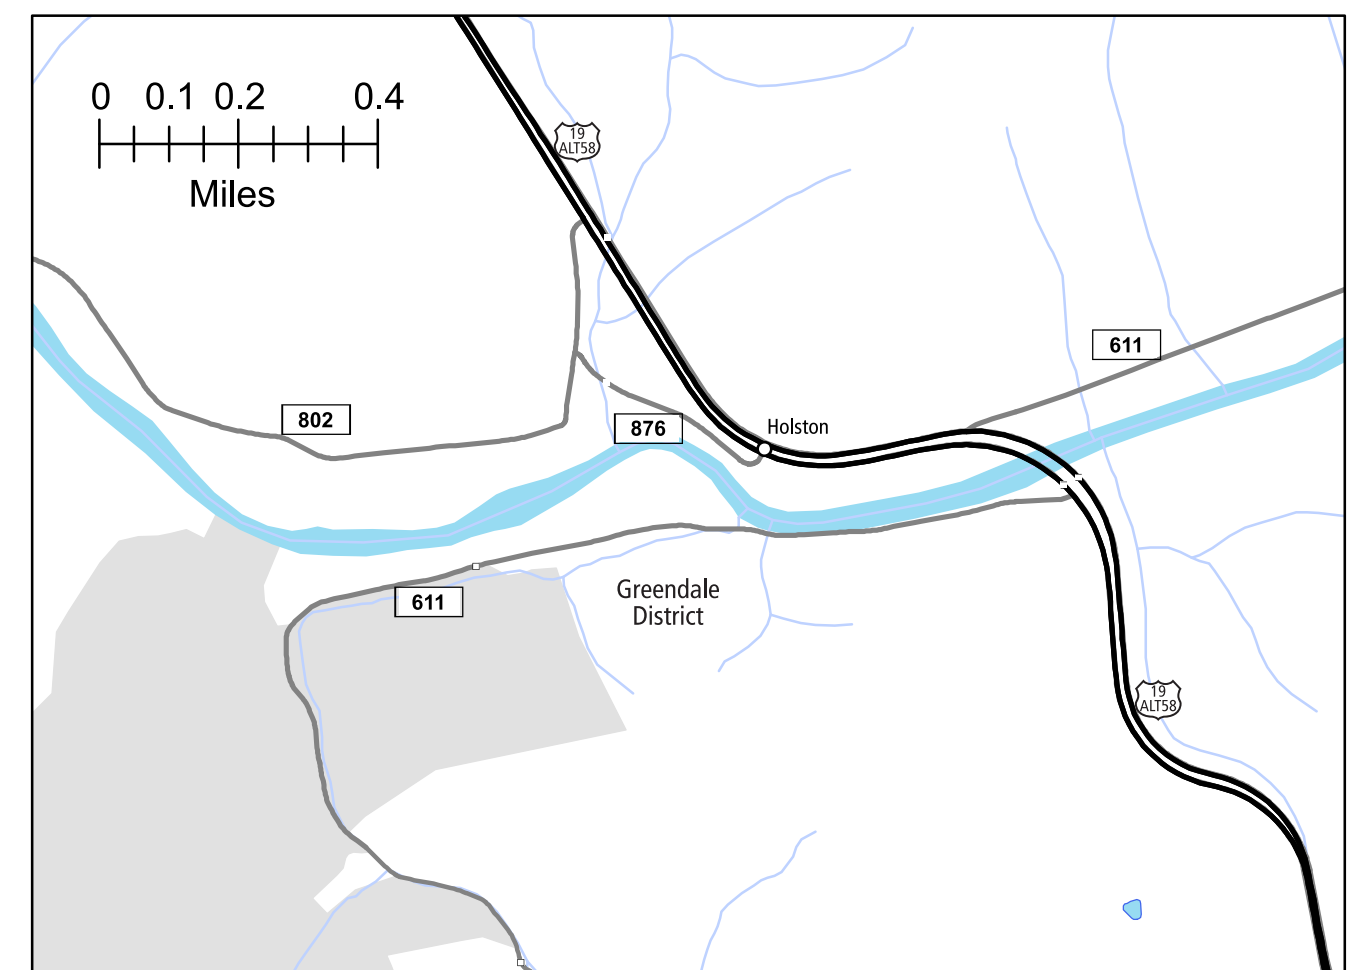 0 0.1 0.2 0.4
Miles
19
ALT58
611
802
876
Holston
Greendale
District
611
19
ALT58